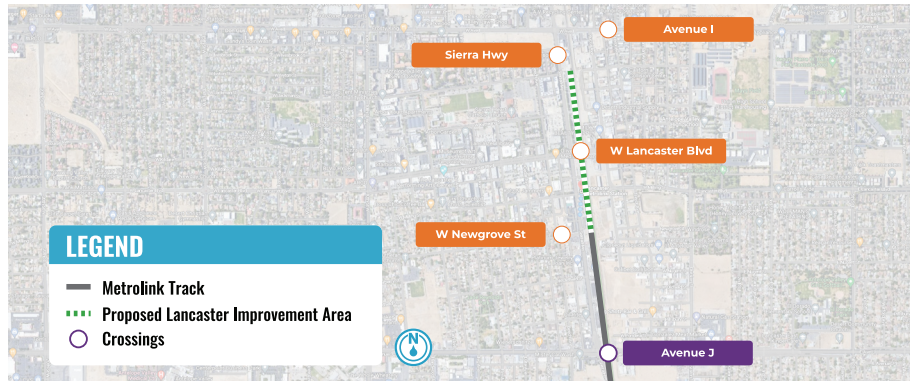 Avenue I
Sierra Hwy
W Lancaster Blvd
W Newgrove St
LEGEND
Metrolink Track
Proposed Lancaster Improvement Area
Crossings
N
Avenue J